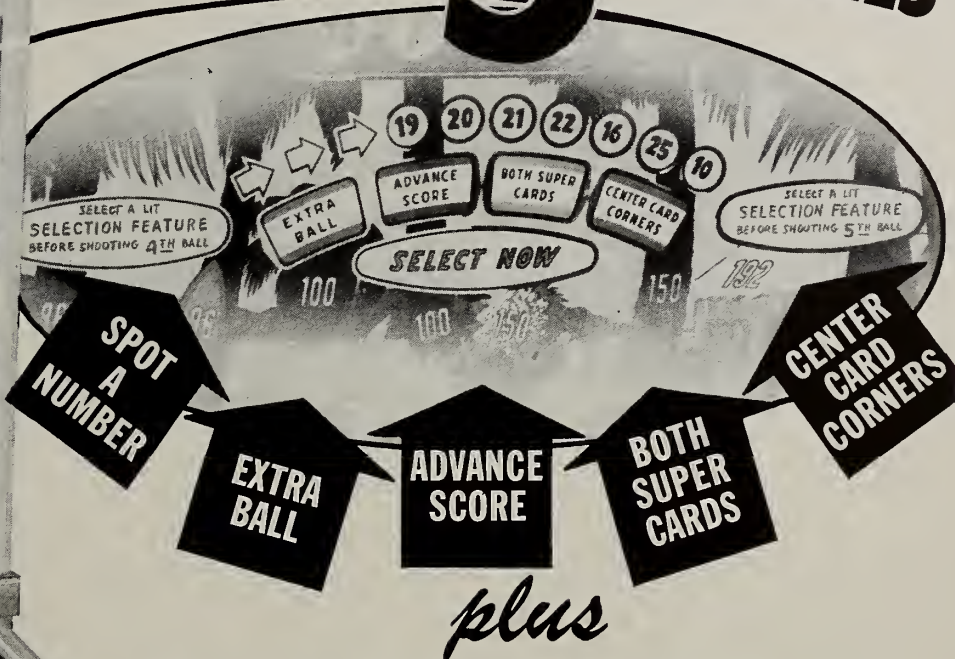 19 20 21 22 16 25 10
EXTRA
BALL
ADVANCE
SCORE
BOTH SUPER
CARDS
CENTER CARD
CORNERS
SELECT A LIT
SELECTION FEATURE
BEFORE SHOOTING 4TH BALL
SELECT NOW
SELECT A LIT
SELECTION FEATURE
BEFORE SHOOTING 5TH BALL
96 100 100 150 150 192
SPOT
A
NUMBER
EXTRA
BALL
ADVANCE
SCORE
BOTH
SUPER
CARDS
CENTER
CARD
CORNERS
plus